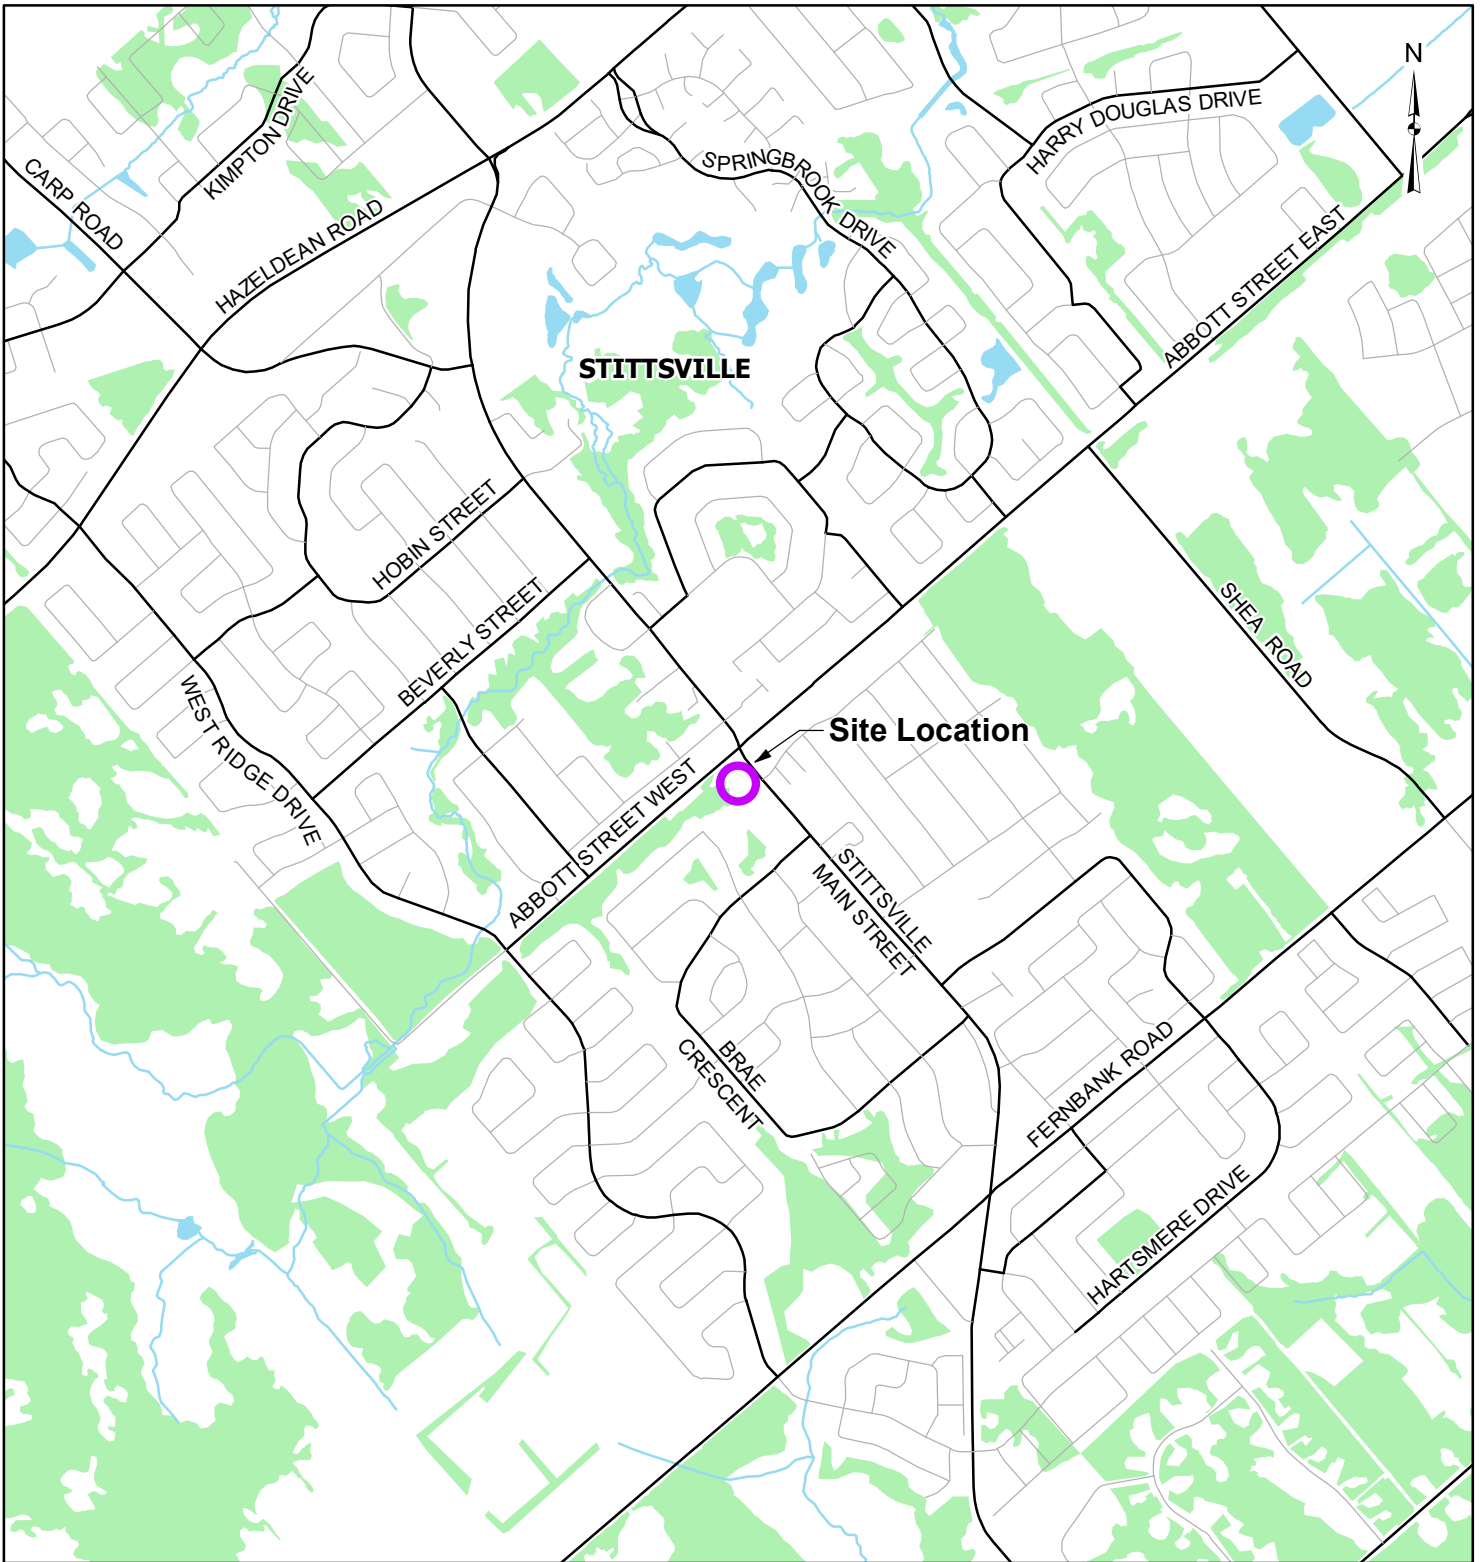 N
KIMPTON DRIVE
HARRY DOUGLAS DRIVE
CARP ROAD
SPRINGBROOK DRIVE
HAZELDEAN ROAD
ABBOTT STREET EAST
STITTSVILLE
HOBIN STREET
BEVERLY STREET
SHEA ROAD
WEST RIDGE DRIVE
Site Location
ABBOTT STREET WEST
STITTSVILLE
MAIN STREET
BRAE
CRESCENT
FERNBANK ROAD
HARTSMERE DRIVE